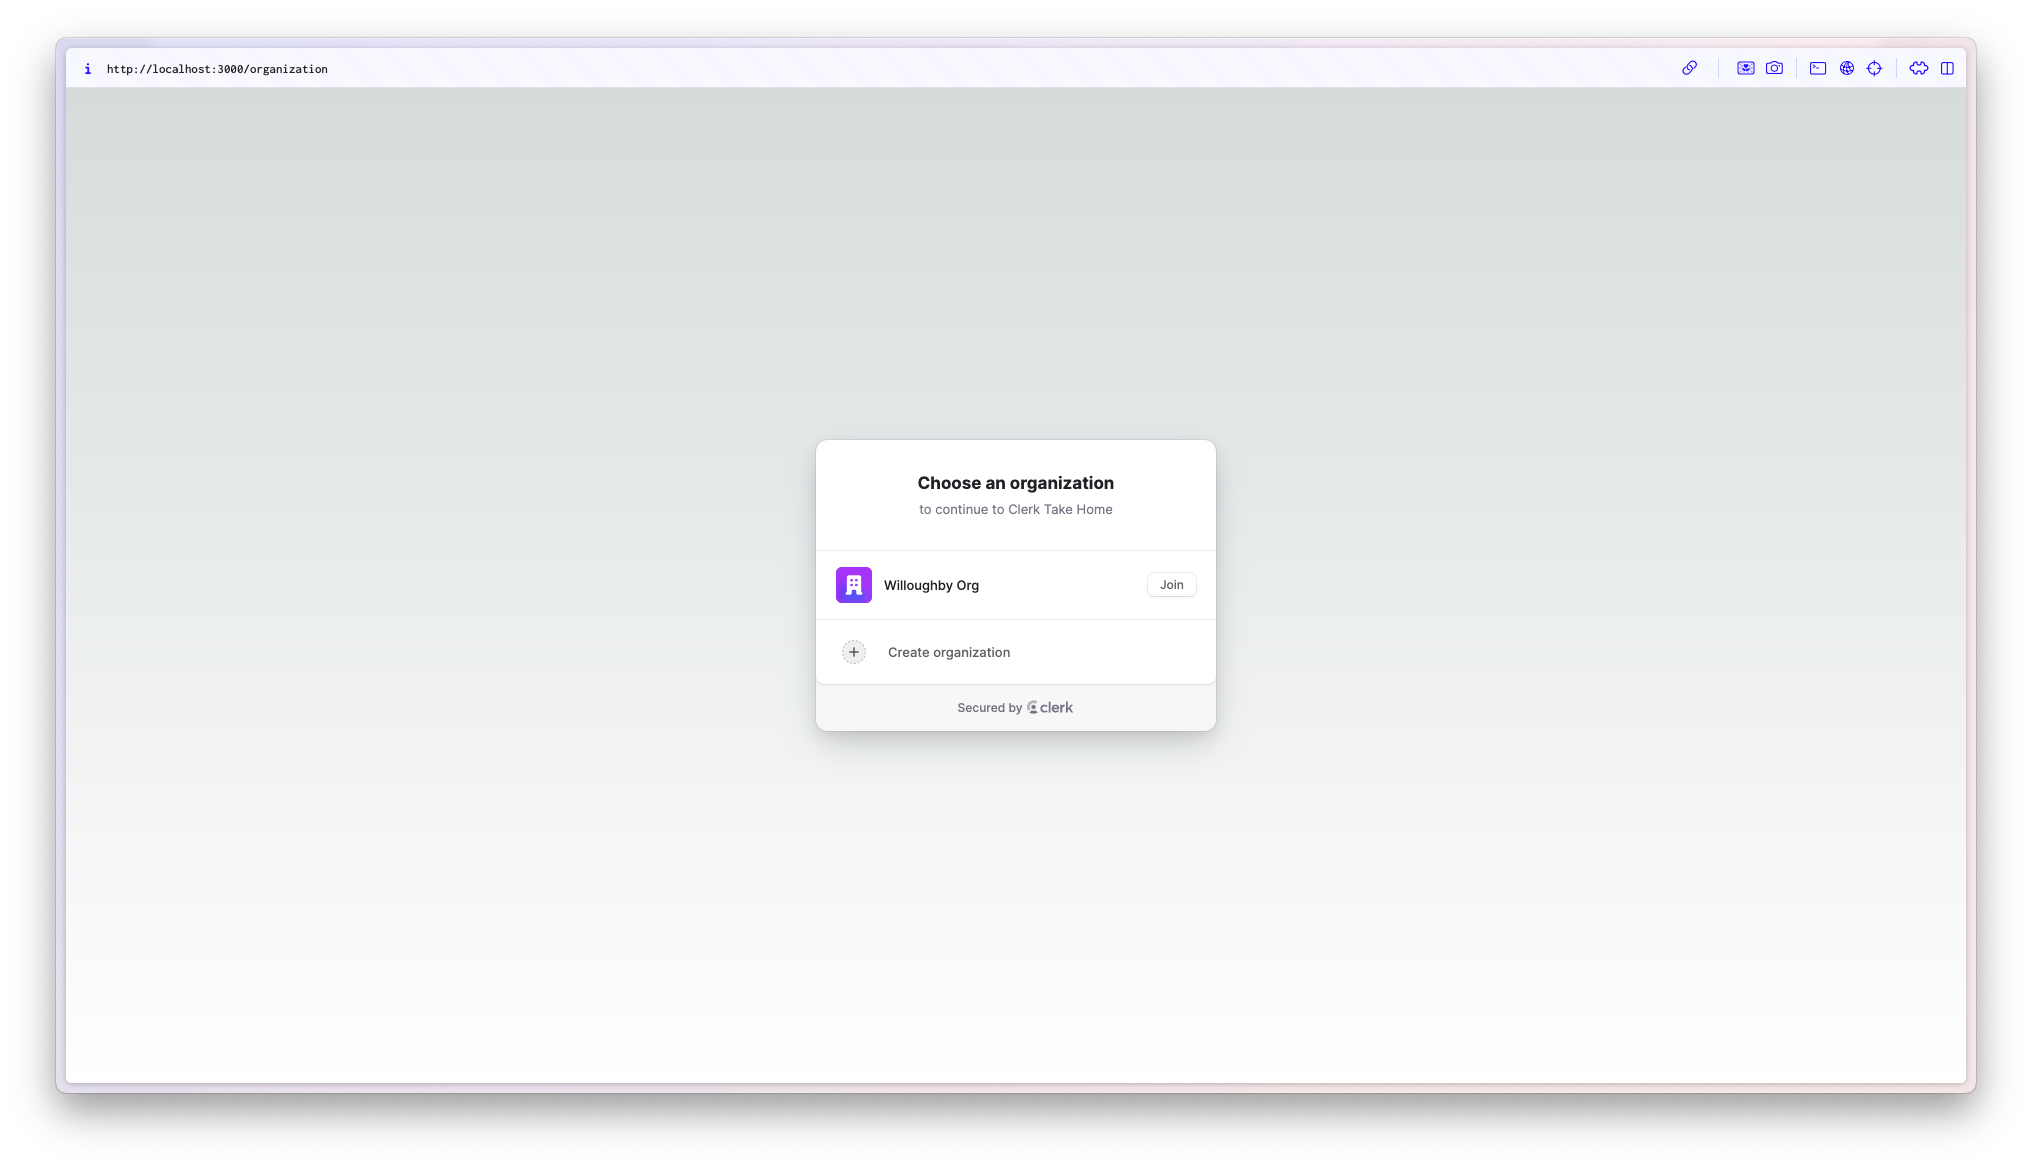 i http://localhost:3000/organization
Choose an organization
to continue to Clerk Take Home
Willoughby Org Join
Create organization
Secured by clerk